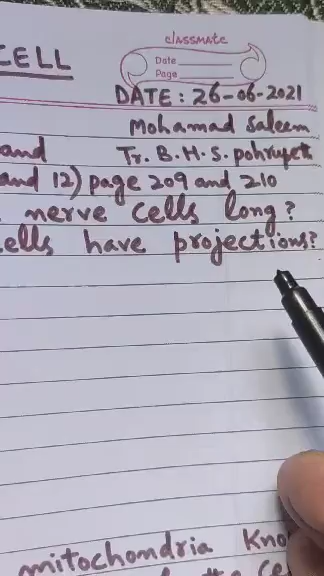 classmate
Date
Page
CELL
DATE : 26-06-2021
Mohamad Saleem
and Tr. B.H.S. pohrupeth
and 12) page 209 and 210
nerve cells long?
cells have projections?
mitochondria Kno